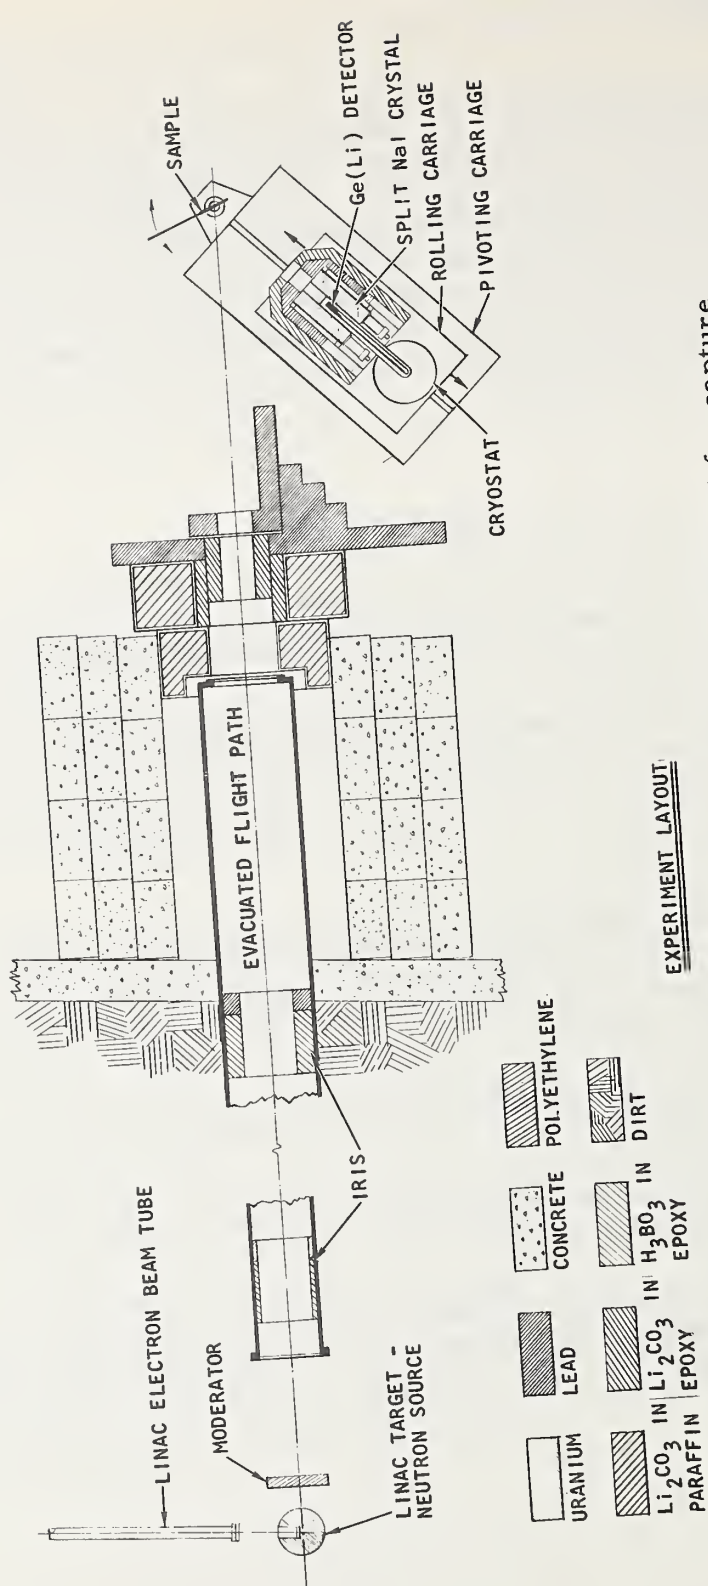 LINAC ELECTRON BEAM TUBE
MODERATOR
LINAC TARGET -
NEUTRON SOURCE
IRIS
EVACUATED FLIGHT PATH
SAMPLE
Ge(Li) DETECTOR
SPLIT NaI CRYSTAL
ROLLING CARRIAGE
PIVOTING CARRIAGE
CRYOSTAT
URANIUM
LEAD
CONCRETE
POLYETHYLENE
Li2CO3 IN
PARAFFIN
Li2CO3 IN
EPOXY
H3BO3 IN
EPOXY
DIRT
EXPERIMENT LAYOUT
capture